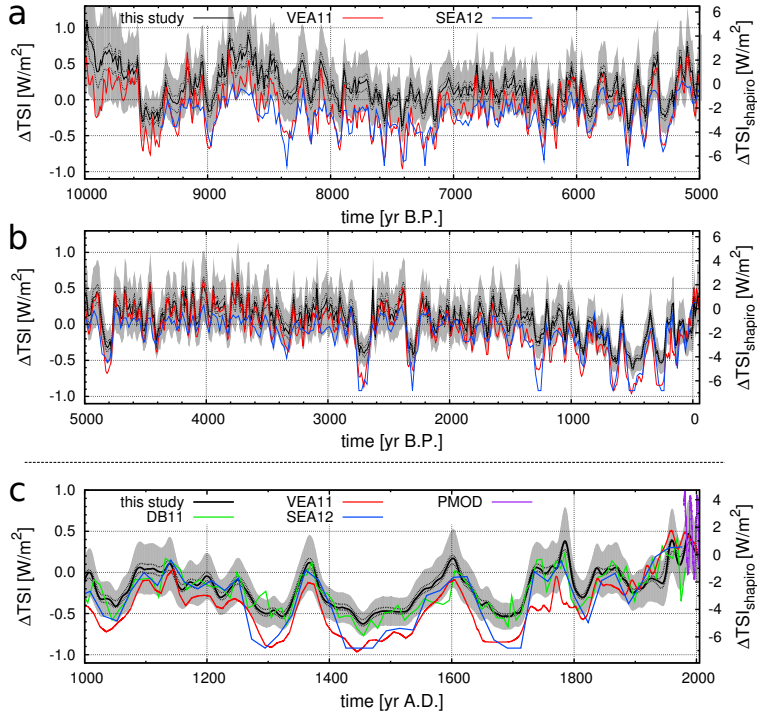 a
this study VEA11 SEA12
ΔTSI [W/m²]
1.0
0.5
0.0
-0.5
-1.0
6
4
2
0
-2
-4
-6
ΔTSI_shapiro [W/m²]
10000 9000 8000 7000 6000 5000
time [yr B.P.]
b
ΔTSI [W/m²]
1.0
0.5
0.0
-0.5
-1.0
6
4
2
0
-2
-4
-6
ΔTSI_shapiro [W/m²]
5000 4000 3000 2000 1000 0
time [yr B.P.]
c
this study VEA11 PMOD
DB11 SEA12
ΔTSI [W/m²]
1.0
0.5
0.0
-0.5
-1.0
4
2
0
-2
-4
-6
ΔTSI_shapiro [W/m²]
1000 1200 1400 1600 1800 2000
time [yr A.D.]